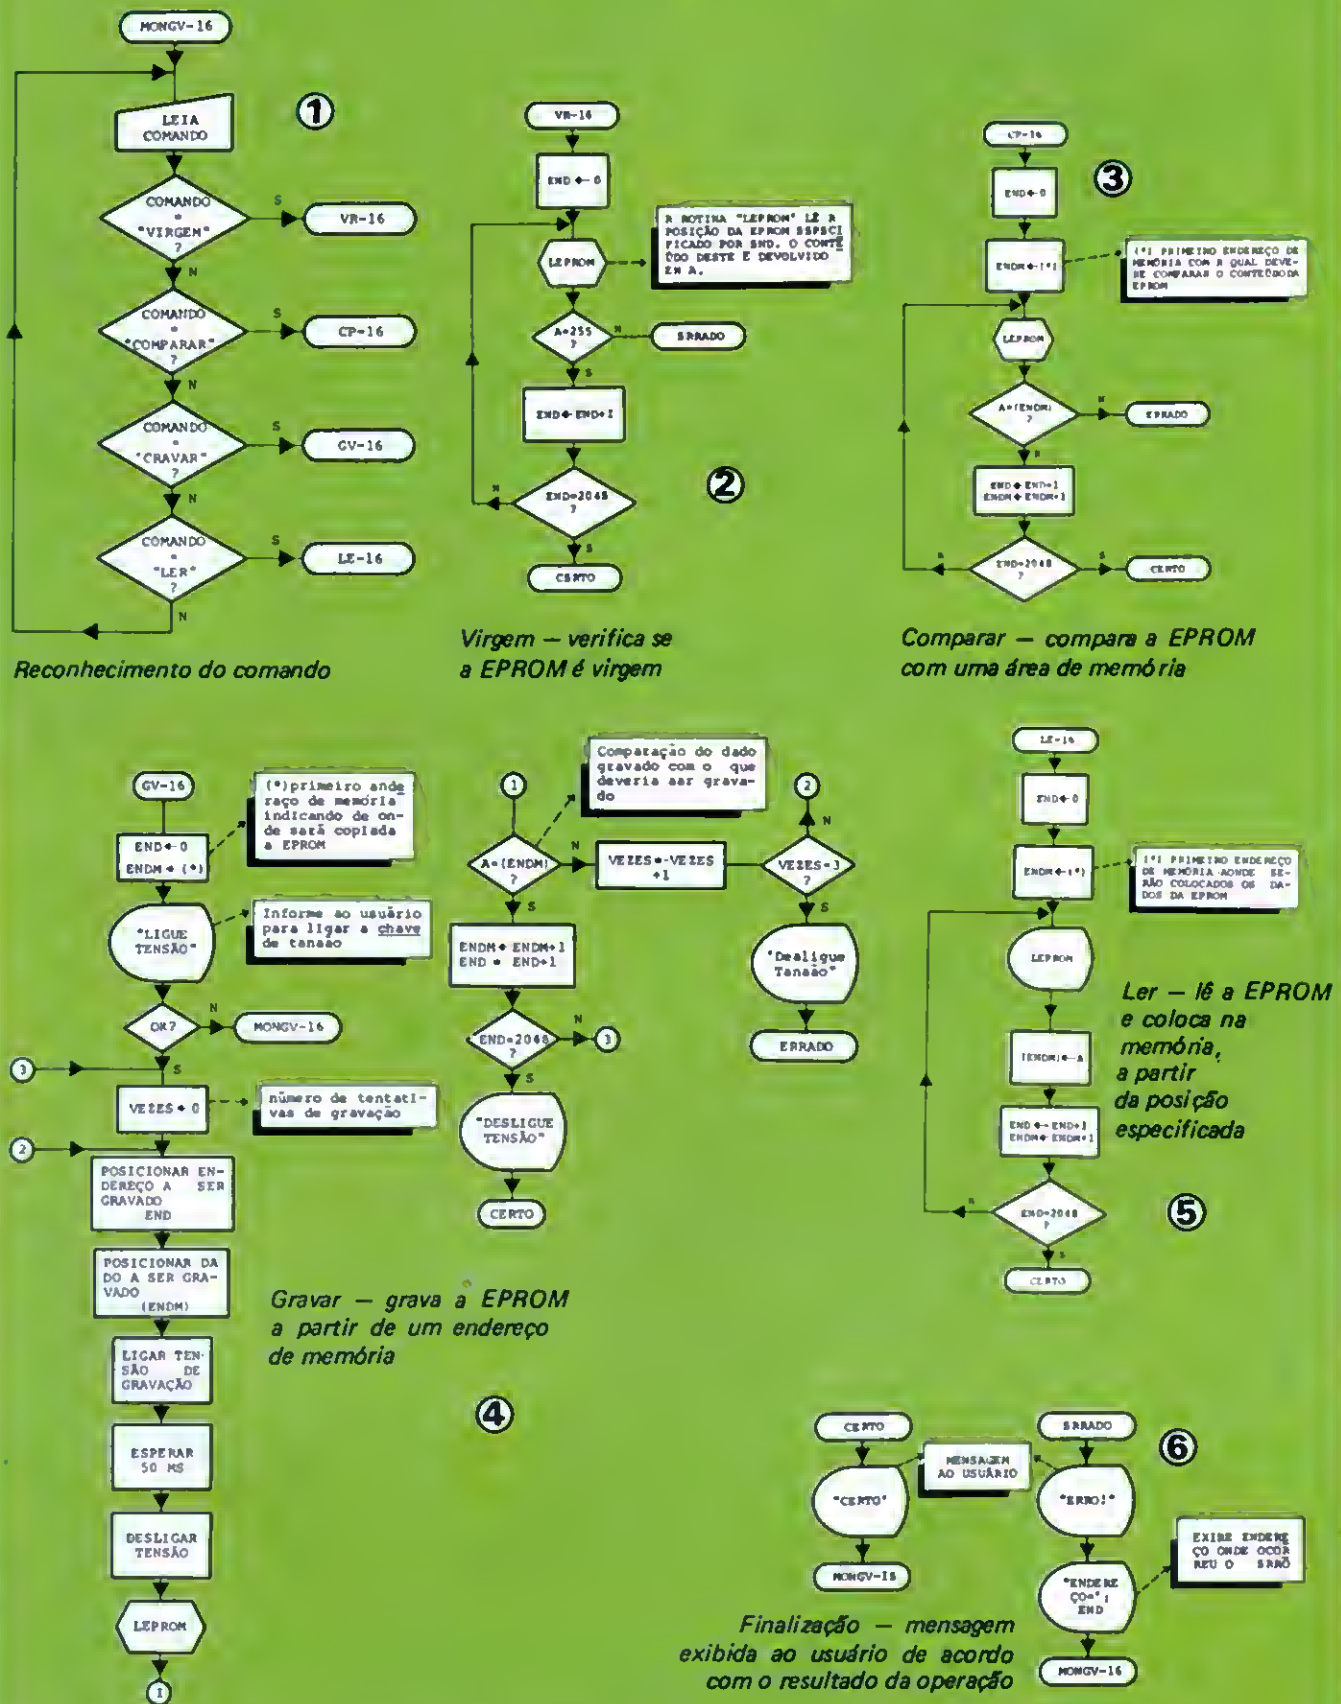 MONGV-16
LEIA
COMANDO
1
COMANDO
=
"VIRGEM"
?
S
VR-16
N
COMANDO
=
"COMPARAR"
?
S
CP-16
N
COMANDO
=
"CRAVAR"
?
S
GV-16
N
COMANDO
=
"LER"
?
S
LE-16
N
Reconhecimento do comando
VR-16
END ← 0
LEPROM
A ROTINA "LEPROM" LÊ A
POSIÇÃO DA EPROM ESPECI
FICADO POR END. O CONTE
ÚDO DESTE É DEVOLVIDO
EM A.
A=255
?
N
ERRADO
S
END ← END+1
2
END=2048
?
N
S
CERTO
Virgem — verifica se
a EPROM é virgem
CP-16
3
END←0
ENDM←(*)
(*) PRIMEIRO ENDEREÇO DE
MEMÓRIA COM A QUAL DEVE-
SE COMPARAR O CONTEÚDODA
EPROM
LEPROM
A=(ENDM)
?
N
ERRADO
END ← END+1
ENDM ← ENDM+1
END=2048
?
N
S
CERTO
Comparar — compara a EPROM
com uma área de memória
GV-16
(*)primeiro ende
raço de memória
indicando de on-
de sará copiada
a EPROM
END←0
ENDM ← (*)
"LIGUE
TENSÃO"
Informe ao usuário
para ligar a chave
de tanaão
OK?
N
MONGV-16
3
S
VEZES ← 0
número de tentati-
vas de gravação
2
POSICIONAR EN-
DEREÇO A SER
GRAVADO
END
POSICIONAR DA
DO A SER GRA-
VADO
(ENDM)
LIGAR TEN-
SÃO DE
GRAVAÇÃO
ESPERAR
50 MS
DESLIGAR
TENSÃO
LEPROM
1
1
Comparação do dado
gravado com o que
deveria aar grava-
do
A=(ENDM)
?
N
VEZES←VEZES
+1
2
N
VEZES=3
?
S
S
ENDM ← ENDM+1
END ← END+1
"Dealigue
Tanaão"
END=2048
?
N
3
ERRADO
S
"DESLIGUE
TENSÃO"
CERTO
Gravar — grava a EPROM
a partir de um endereço
de memória
4
LE-16
END←0
ENDM←(*)
(*) PRIMEIRO ENDEREÇO
DE MEMÓRIA AONDE SE-
RÃO COLOCADOS OS DA-
DOS DA EPROM
LEPROM
(ENDM)←A
END ← END+1
ENDM← ENDM+1
Ler — lê a EPROM
e coloca na
memória,
a partir
da posição
especificada
END=2048
?
N
5
S
CERTO
CERTO
ERRADO
6
MENSAGEM
AO USUÁRIO
"CERTO"
"ERRO!"
EXIBE ENDERE
ÇO ONDE OCOR
REU O ERRO
MONGV-16
"ENDERE
ÇO=";
END
MONGV-16
Finalização — mensagem
exibida ao usuário de acordo
com o resultado da operação